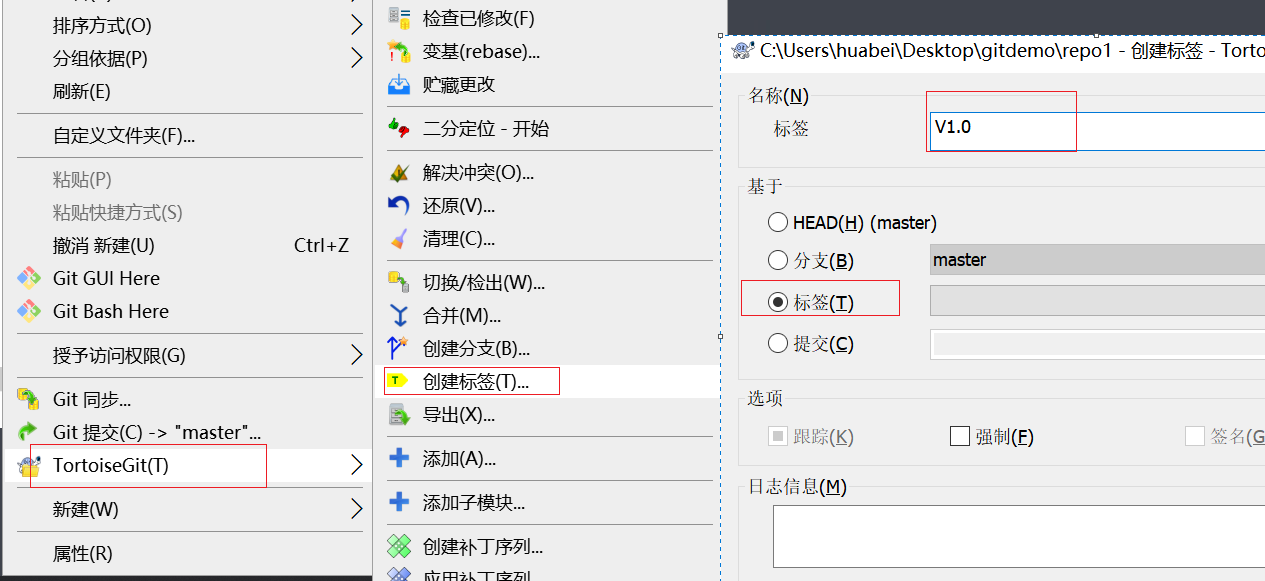 排序方式(O)
分组依据(P)
刷新(E)
自定义文件夹(F)...
粘贴(P)
粘贴快捷方式(S)
撤消 新建(U) Ctrl+Z
Git GUI Here
Git Bash Here
授予访问权限(G)
Git 同步...
Git 提交(C) -> "master"...
TortoiseGit(T)
新建(W)
属性(R)
检查已修改(F)
变基(rebase)...
贮藏更改
二分定位 - 开始
解决冲突(O)...
还原(V)...
清理(C)...
切换/检出(W)...
合并(M)...
创建分支(B)...
T 创建标签(T)...
导出(X)...
添加(A)...
添加子模块...
创建补丁序列...
应用补丁序列
C:\Users\huabei\Desktop\gitdemo\repo1 - 创建标签 - Torto
名称(N)
标签 V1.0
基于
HEAD(H) (master)
分支(B) master
标签(T)
提交(C)
选项
跟踪(K) 强制(F) 签名(G
日志信息(M)